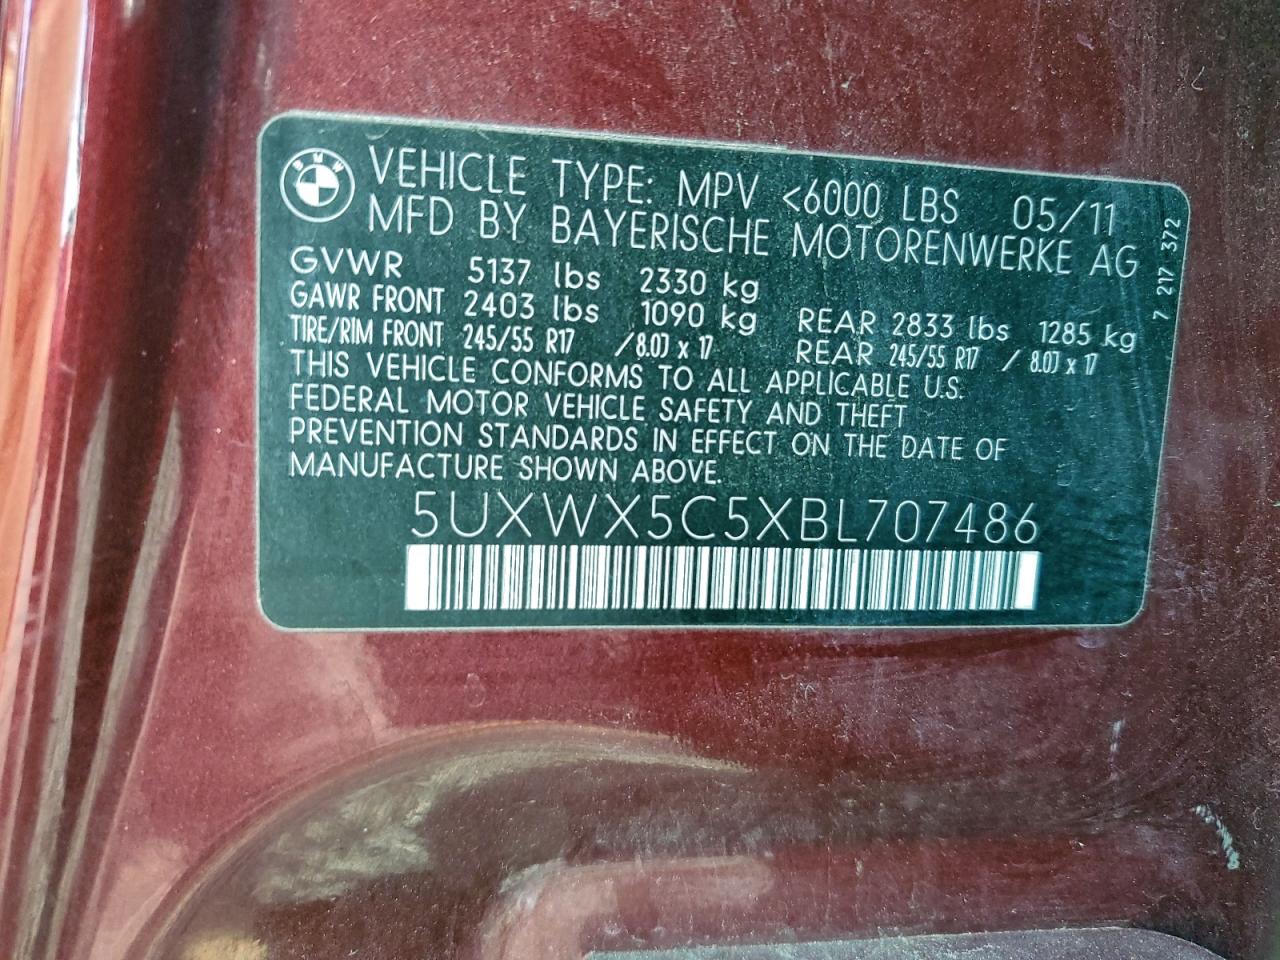 BMW
VEHICLE TYPE: MPV <6000 LBS 05/11
MFD BY BAYERISCHE MOTORENWERKE AG
GVWR 5137 lbs 2330 kg
GAWR FRONT 2403 lbs 1090 kg REAR 2833 lbs 1285 kg
TIRE/RIM FRONT 245/55 R17 /8.0J x 17 REAR 245/55 R17 / 8.0J x 17
THIS VEHICLE CONFORMS TO ALL APPLICABLE U.S.
FEDERAL MOTOR VEHICLE SAFETY AND THEFT
PREVENTION STANDARDS IN EFFECT ON THE DATE OF
MANUFACTURE SHOWN ABOVE.
5UXWX5C5XBL707486
7 217 372